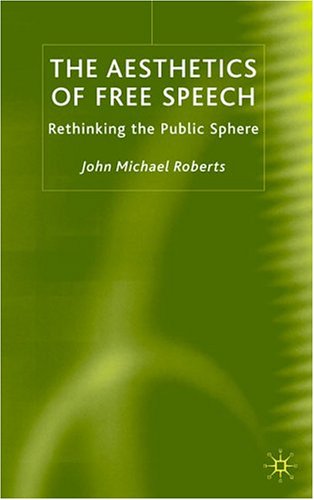 THE AESTHETICS
OF FREE SPEECH
Rethinking the Public Sphere
John Michael Roberts